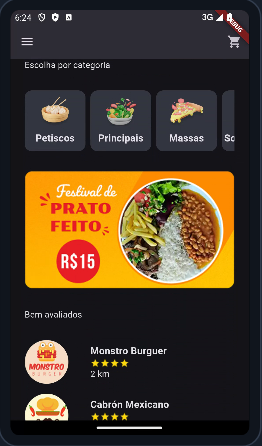 6:24
3G
Escolha por categoria
Petiscos
Principais
Massas
So
Festival de
PRATO
FEITO
R$15
Bem avaliados
MONSTRO
Monstro Burguer
2 km
Cabrón Mexicano